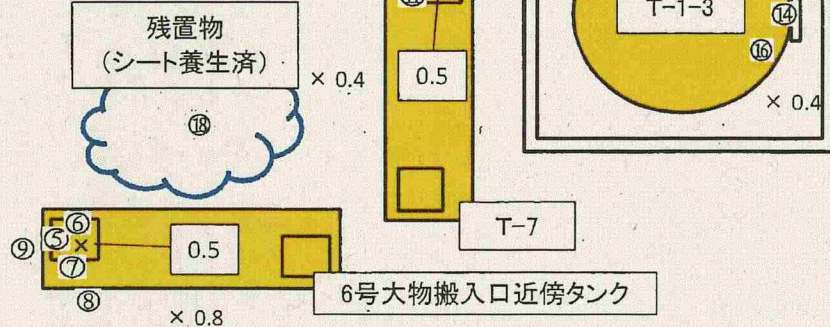 T-1-3
⑭
残置物
(シート養生済)
⑯
× 0.4
0.5
× 0.4
⑱
⑥
T-7
⑨
⑤
×
0.5
⑦
6号大物搬入口近傍タンク
⑧
× 0.8